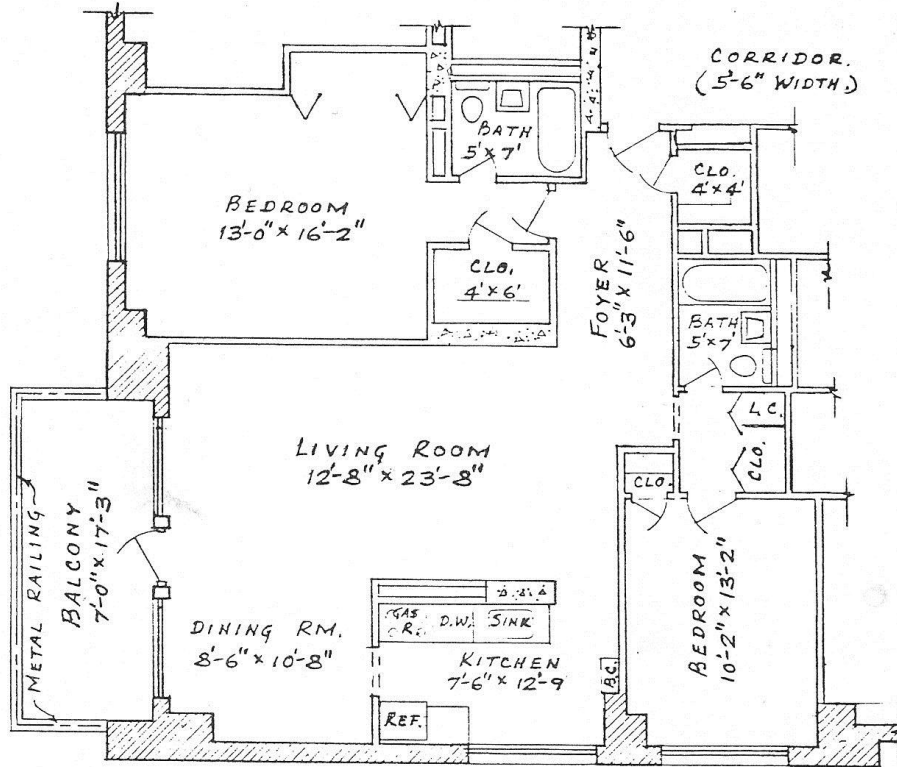 CORRIDOR.
(5'-6" WIDTH.)
BATH
5'x7'
CLO.
4'x4'
BEDROOM
13'-0" x 16'-2"
CLO.
4'x6'
FOYER
6'-3" x 11'-6"
BATH
5'x7'
L.C.
CLO.
CLO.
LIVING ROOM
12'-8" x 23'-8"
METAL RAILING
BALCONY
7'-0" x 17'-3"
GAS
R.
D.W.
SINK
DINING RM.
8'-6" x 10'-8"
KITCHEN
7'-6" x 12'-9
B.C.
REF.
BEDROOM
10'-2" x 13'-2"